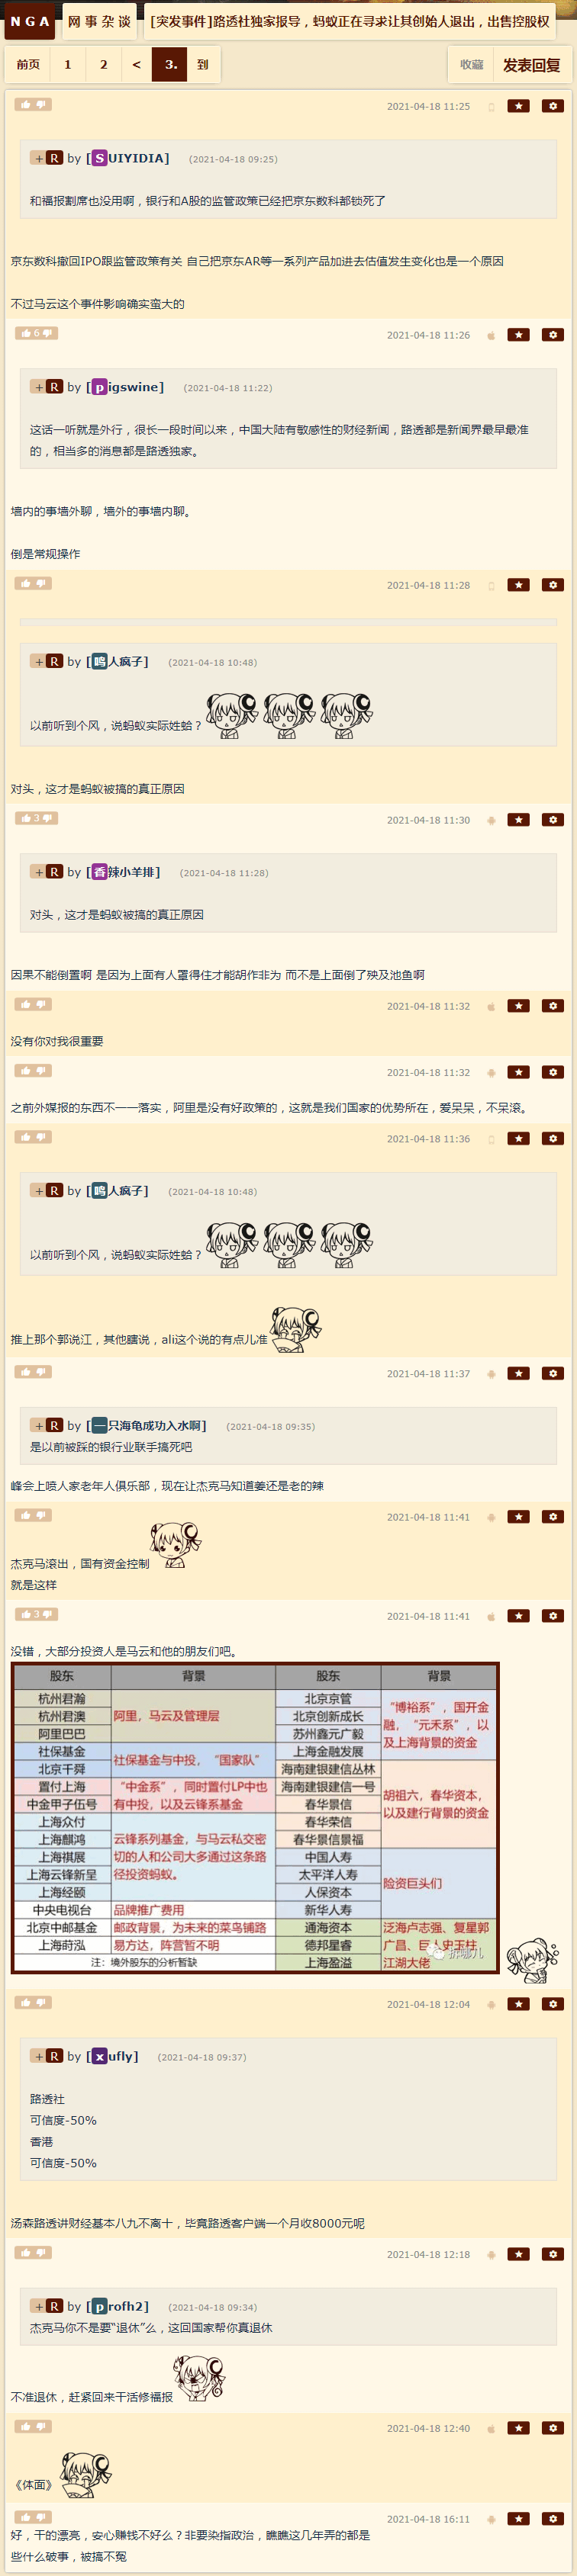 NGA 网事杂谈 [突发事件]路透社独家报导，蚂蚁正在寻求让其创始人退出，出售控股权
前页 1 2 < 3. 到 收藏 发表回复
2021-04-18 11:25
+ R by [SUIYIDIA] (2021-04-18 09:25)
和福报割席也没用啊，银行和A股的监管政策已经把京东数科都锁死了
京东数科撤回IPO跟监管政策有关 自己把京东AR等一系列产品加进去估值发生变化也是一个原因
不过马云这个事件影响确实蛮大的
6 2021-04-18 11:26
+ R by [pigswine] (2021-04-18 11:22)
这话一听就是外行，很长一段时间以来，中国大陆有敏感性的财经新闻，路透都是新闻界最早最准
的，相当多的消息都是路透独家。
墙内的事墙外聊，墙外的事墙内聊。
倒是常规操作
2021-04-18 11:28
+ R by [鸣人疯子] (2021-04-18 10:48)
以前听到个风，说蚂蚁实际姓蛤？
对头，这才是蚂蚁被搞的真正原因
3 2021-04-18 11:30
+ R by [香辣小羊排] (2021-04-18 11:28)
对头，这才是蚂蚁被搞的真正原因
因果不能倒置啊 是因为上面有人罩得住才能胡作非为 而不是上面倒了殃及池鱼啊
2021-04-18 11:32
没有你对我很重要
2021-04-18 11:32
之前外媒报的东西不一一落实，阿里是没有好政策的，这就是我们国家的优势所在，爱呆呆，不呆滚。
2021-04-18 11:36
+ R by [鸣人疯子] (2021-04-18 10:48)
以前听到个风，说蚂蚁实际姓蛤？
推上那个郭说江，其他瞎说，ali这个说的有点儿准
2021-04-18 11:37
+ R by [一只海龟成功入水啊] (2021-04-18 09:35)
是以前被踩的银行业联手搞死吧
峰会上喷人家老年人俱乐部，现在让杰克马知道姜还是老的辣
2021-04-18 11:41
杰克马滚出，国有资金控制
就是这样
3 2021-04-18 11:41
没错，大部分投资人是马云和他的朋友们吧。
股东 背景 股东 背景
杭州君瀚
杭州君澳
阿里巴巴
阿里，马云及管理层
北京京管
北京创新成长
苏州鑫元广毅
上海金融发展
“博裕系”，国开金
融，“元禾系”，以
及上海背景的资金
社保基金
北京千舜
社保基金与中投，“国家队”
海南建银建信丛林
海南建银建信一号
春华景信
春华荣信
春华景信景福
胡祖六，春华资本，
以及建行背景的资金
置付上海
中金甲子伍号
“中金系”，同时置付LP中也
有中投，以及云锋系基金
上海众付
上海麒鸿
上海祺展
上海云锋新呈
上海经颐
云锋系列基金，与马云私交密
切的人和公司大多通过这条路
径投资蚂蚁。
中国人寿
太平洋人寿
人保资本
新华人寿
险资巨头们
中央电视台 品牌推广费用
北京中邮基金 邮政背景，为未来的菜鸟铺路
上海莳泓 易方达，阵营暂不明
注：境外股东的分析暂缺
通海资本
德邦星睿
上海盈溢
泛海卢志强、复星郭
广昌、巨人史玉柱
江湖大佬
2021-04-18 12:04
+ R by [xufly] (2021-04-18 09:37)
路透社
可信度-50%
香港
可信度-50%
汤森路透讲财经基本八九不离十，毕竟路透客户端一个月收8000元呢
2021-04-18 12:18
+ R by [profh2] (2021-04-18 09:34)
杰克马你不是要“退休”么，这回国家帮你真退休
不准退休，赶紧回来干活修福报
2021-04-18 12:40
《体面》
2021-04-18 16:11
好，干的漂亮，安心赚钱不好么？非要染指政治，瞧瞧这几年弄的都是
些什么破事，被搞不冤